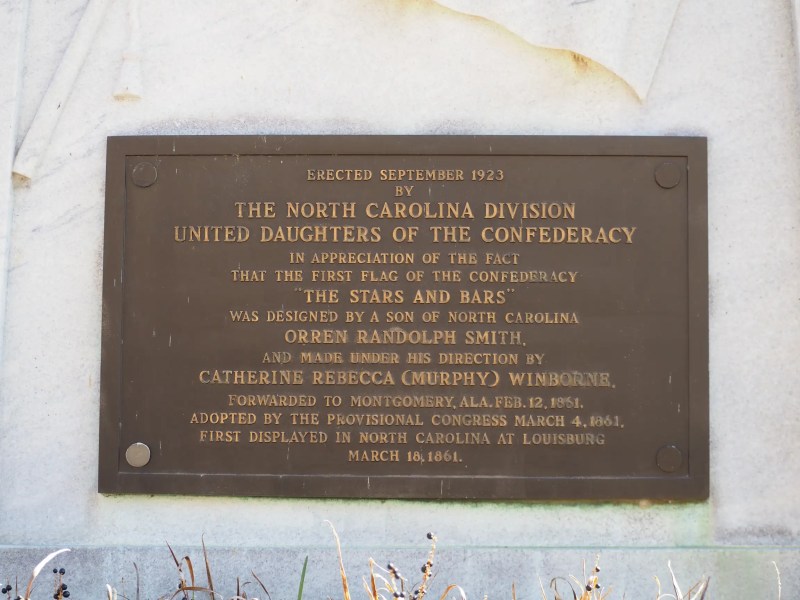 ERECTED SEPTEMBER 1923
BY
THE NORTH CAROLINA DIVISION
UNITED DAUGHTERS OF THE CONFEDERACY
IN APPRECIATION OF THE FACT
THAT THE FIRST FLAG OF THE CONFEDERACY
"THE STARS AND BARS"
WAS DESIGNED BY A SON OF NORTH CAROLINA
ORREN RANDOLPH SMITH,
AND MADE UNDER HIS DIRECTION BY
CATHERINE REBECCA (MURPHY) WINBORNE.
FORWARDED TO MONTGOMERY, ALA. FEB. 12, 1861.
ADOPTED BY THE PROVISIONAL CONGRESS MARCH 4, 1861.
FIRST DISPLAYED IN NORTH CAROLINA AT LOUISBURG
MARCH 18, 1861.